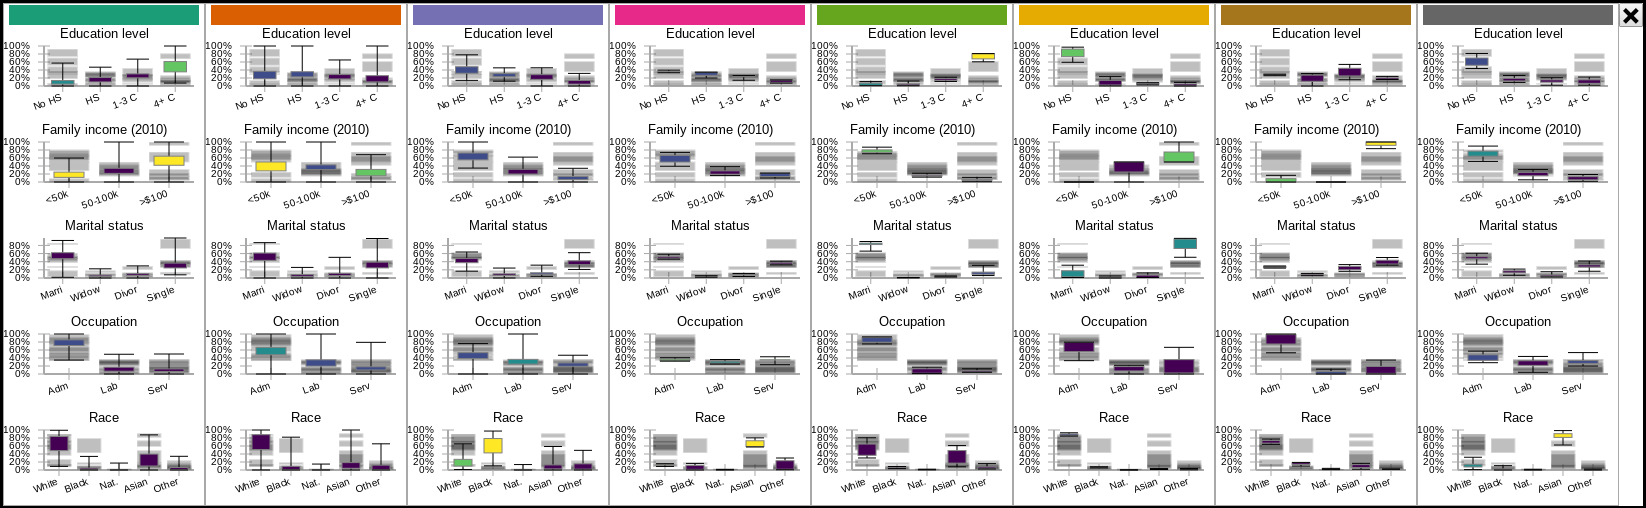 Education level Education level Education level Education level Education level Education level Education level Education level
100% 100% 100% 100% 100% 100% 100% 100%
80% 80% 80% 80% 80% 80% 80% 80%
60% 60% 60% 60% 60% 60% 60% 60%
40% 40% 40% 40% 40% 40% 40% 40%
20% 20% 20% 20% 20% 20% 20% 20%
0% 0% 0% 0% 0% 0% 0% 0%
No HS HS 1-3 C 4+ C No HS HS 1-3 C 4+ C No HS HS 1-3 C 4+ C No HS HS 1-3 C 4+ C No HS HS 1-3 C 4+ C No HS HS 1-3 C 4+ C No HS HS 1-3 C 4+ C No HS HS 1-3 C 4+ C
Family income (2010) Family income (2010) Family income (2010) Family income (2010) Family income (2010) Family income (2010) Family income (2010) Family income (2010)
100% 100% 100% 100% 100% 100% 100% 100%
80% 80% 80% 80% 80% 80% 80% 80%
60% 60% 60% 60% 60% 60% 60% 60%
40% 40% 40% 40% 40% 40% 40% 40%
20% 20% 20% 20% 20% 20% 20% 20%
0% 0% 0% 0% 0% 0% 0% 0%
<50k 50-100k >$100 <50k 50-100k >$100 <50k 50-100k >$100 <50k 50-100k >$100 <50k 50-100k >$100 <50k 50-100k >$100 <50k 50-100k >$100 <50k 50-100k >$100
Marital status Marital status Marital status Marital status Marital status Marital status Marital status Marital status
80% 80% 80% 80% 80% 80% 80% 80%
60% 60% 60% 60% 60% 60% 60% 60%
40% 40% 40% 40% 40% 40% 40% 40%
20% 20% 20% 20% 20% 20% 20% 20%
0% 0% 0% 0% 0% 0% 0% 0%
Marri Widow Divor Single Marri Widow Divor Single Marri Widow Divor Single Marri Widow Divor Single Marri Widow Divor Single Marri Widow Divor Single Marri Widow Divor Single Marri Widow Divor Single
Occupation Occupation Occupation Occupation Occupation Occupation Occupation Occupation
100% 100% 100% 100% 100% 100% 100% 100%
80% 80% 80% 80% 80% 80% 80% 80%
60% 60% 60% 60% 60% 60% 60% 60%
40% 40% 40% 40% 40% 40% 40% 40%
20% 20% 20% 20% 20% 20% 20% 20%
0% 0% 0% 0% 0% 0% 0% 0%
Adm Lab Serv Adm Lab Serv Adm Lab Serv Adm Lab Serv Adm Lab Serv Adm Lab Serv Adm Lab Serv Adm Lab Serv
Race Race Race Race Race Race Race Race
100% 100% 100% 100% 100% 100% 100% 100%
80% 80% 80% 80% 80% 80% 80% 80%
60% 60% 60% 60% 60% 60% 60% 60%
40% 40% 40% 40% 40% 40% 40% 40%
20% 20% 20% 20% 20% 20% 20% 20%
0% 0% 0% 0% 0% 0% 0% 0%
White Black Nat. Asian Other White Black Nat. Asian Other White Black Nat. Asian Other White Black Nat. Asian Other White Black Nat. Asian Other White Black Nat. Asian Other White Black Nat. Asian Other White Black Nat. Asian Other